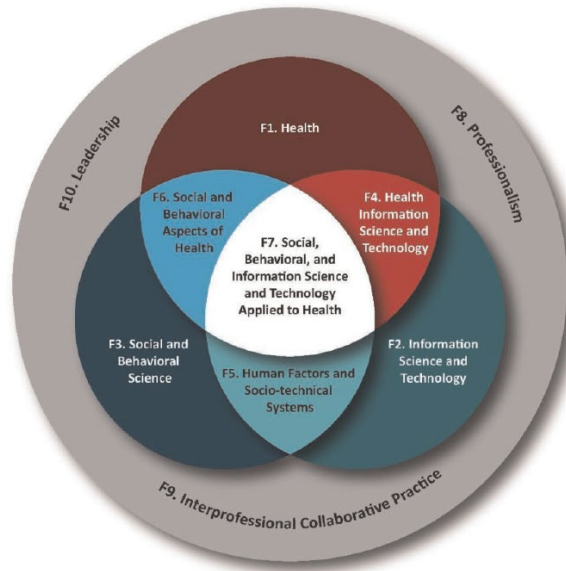 F1. Health
F10. Leadership
F8. Professionalism
F6. Social and
Behavioral
Aspects of
Health
F4. Health
Information
Science and
Technology
F7. Social,
Behavioral, and
Information Science
and Technology
Applied to Health
F3. Social and
Behavioral
Science
F2. Information
Science and
Technology
F5. Human Factors and
Socio-technical
Systems
F9. Interprofessional Collaborative Practice